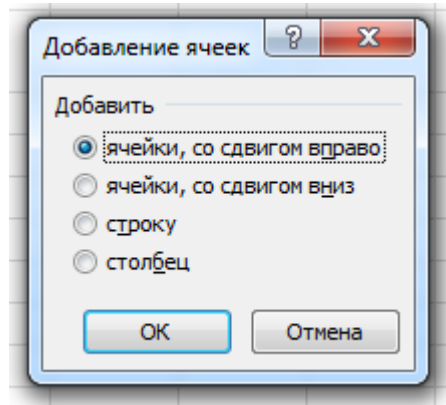 Добавление ячеек
Добавить
ячейки, со сдвигом вправо
ячейки, со сдвигом вниз
строку
столбец
ОК
Отмена